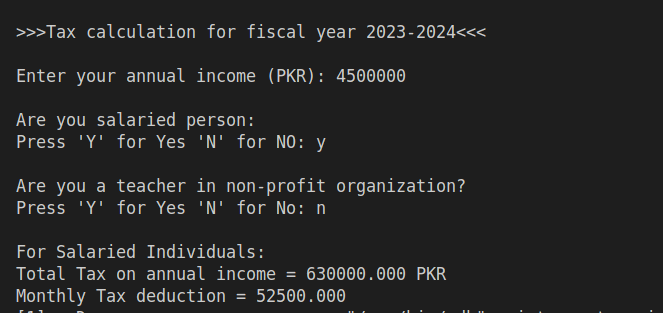 >>>Tax calculation for fiscal year 2023-2024<<<
Enter your annual income (PKR): 4500000
Are you salaried person:
Press 'Y' for Yes 'N' for NO: y
Are you a teacher in non-profit organization?
Press 'Y' for Yes 'N' for No: n
For Salaried Individuals:
Total Tax on annual income = 630000.000 PKR
Monthly Tax deduction = 52500.000